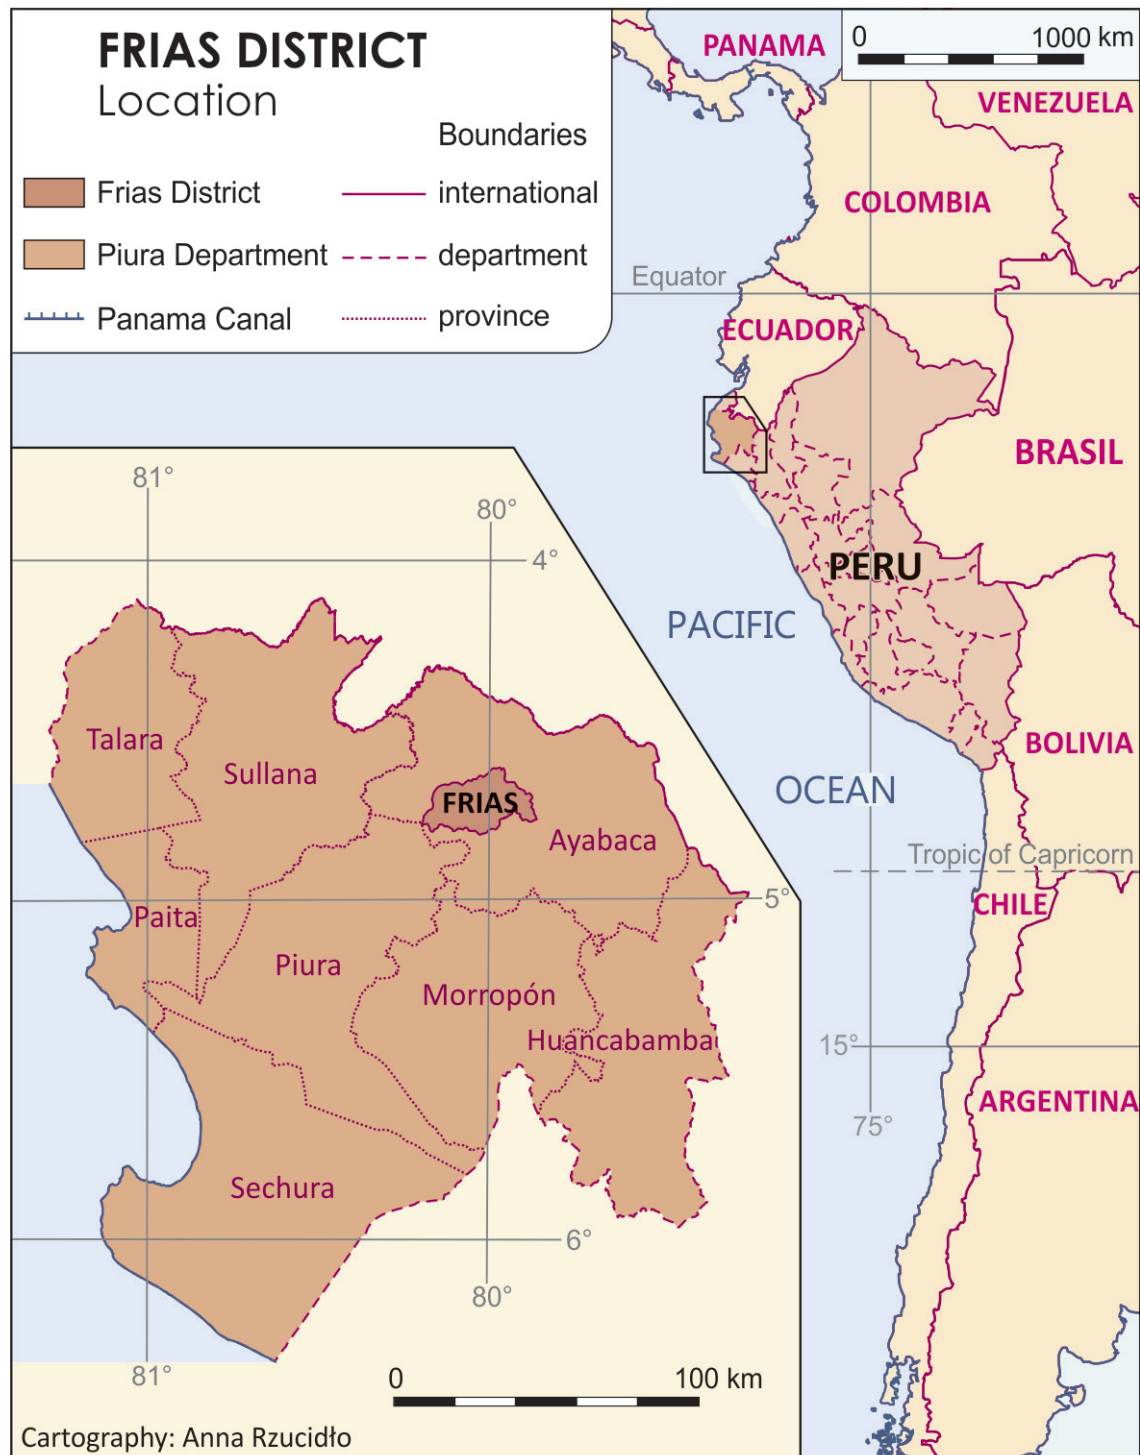 FRIAS DISTRICT
Location
Boundaries
Frias District
international
Piura Department
department
Panama Canal
province
0 1000 km
PANAMA
VENEZUELA
COLOMBIA
Equator
ECUADOR
BRASIL
PERU
PACIFIC
OCEAN
BOLIVIA
Tropic of Capricorn
CHILE
15°
75°
ARGENTINA
81°
80°
4°
Talara
Sullana
FRIAS
Ayabaca
5°
Paita
Piura
Morropón
Huancabamba
Sechura
6°
80°
81°
0 100 km
Cartography: Anna Rzucidło